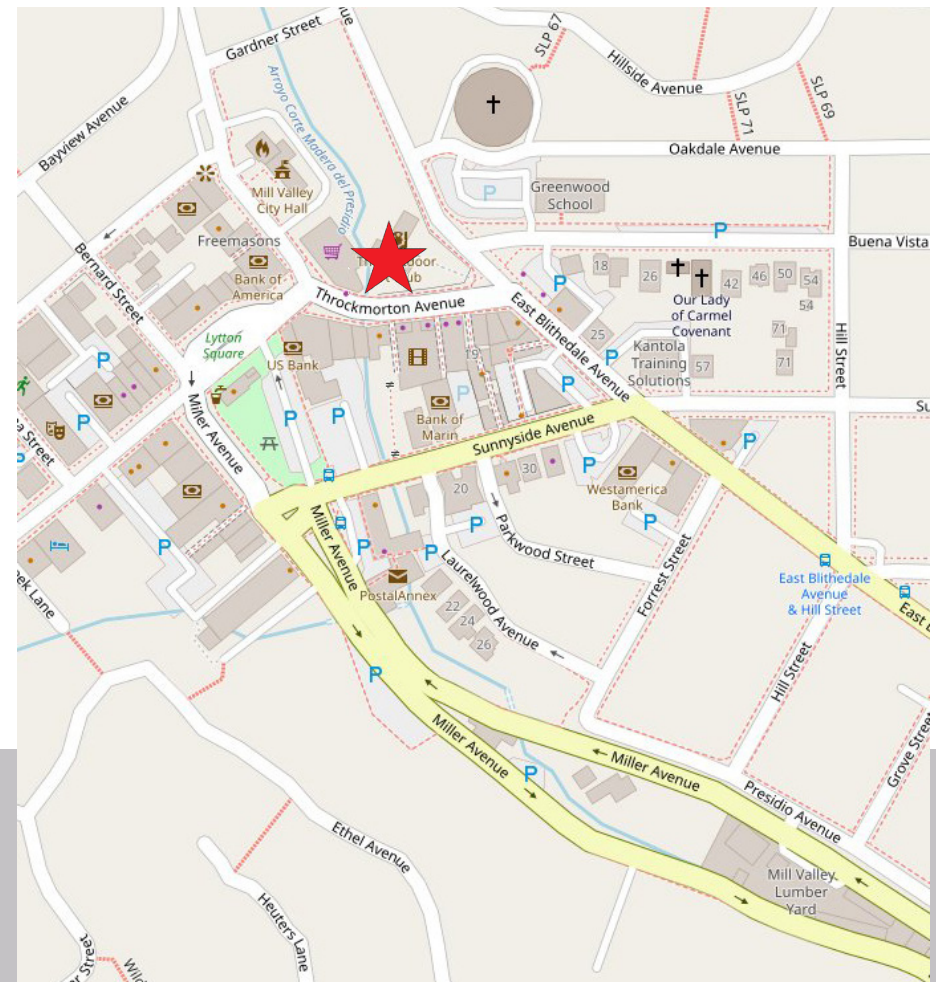 Gardner Street
SLP 67
Hillside Avenue
SLP 71
SLP 69
Bayview Avenue
Arroyo Corte Madera del Presidio
Oakdale Avenue
Mill Valley
City Hall
P
Greenwood
School
Freemasons
P
Buena Vista
Bank of
America
Bernard Street
Throckmorton Avenue
East Blithedale Avenue
18
26
42
46
50
54
54
P
Our Lady
of Carmel
Covenant
Lytton
Square
US Bank
19
25
71
71
P
Kantola
Training
Solutions
57
Hill Street
P
P
Miller Avenue
P
P
P
Bank of
Marin
P
Sunnyside Avenue
Street
P
P
30
P
P
Westamerica
Bank
20
P
P
Miller Avenue
P
P
P
Parkwood Street
Laurelwood Avenue
Forrest Street
PostalAnnex
22
24
26
East Blithedale
Avenue
& Hill Street
East
Lane
Hill Street
P
Miller Avenue
P
Miller Avenue
Presidio Avenue
Grove Street
Ethel Avenue
Mill Valley
Lumber
Yard
Heuters Lane
Street